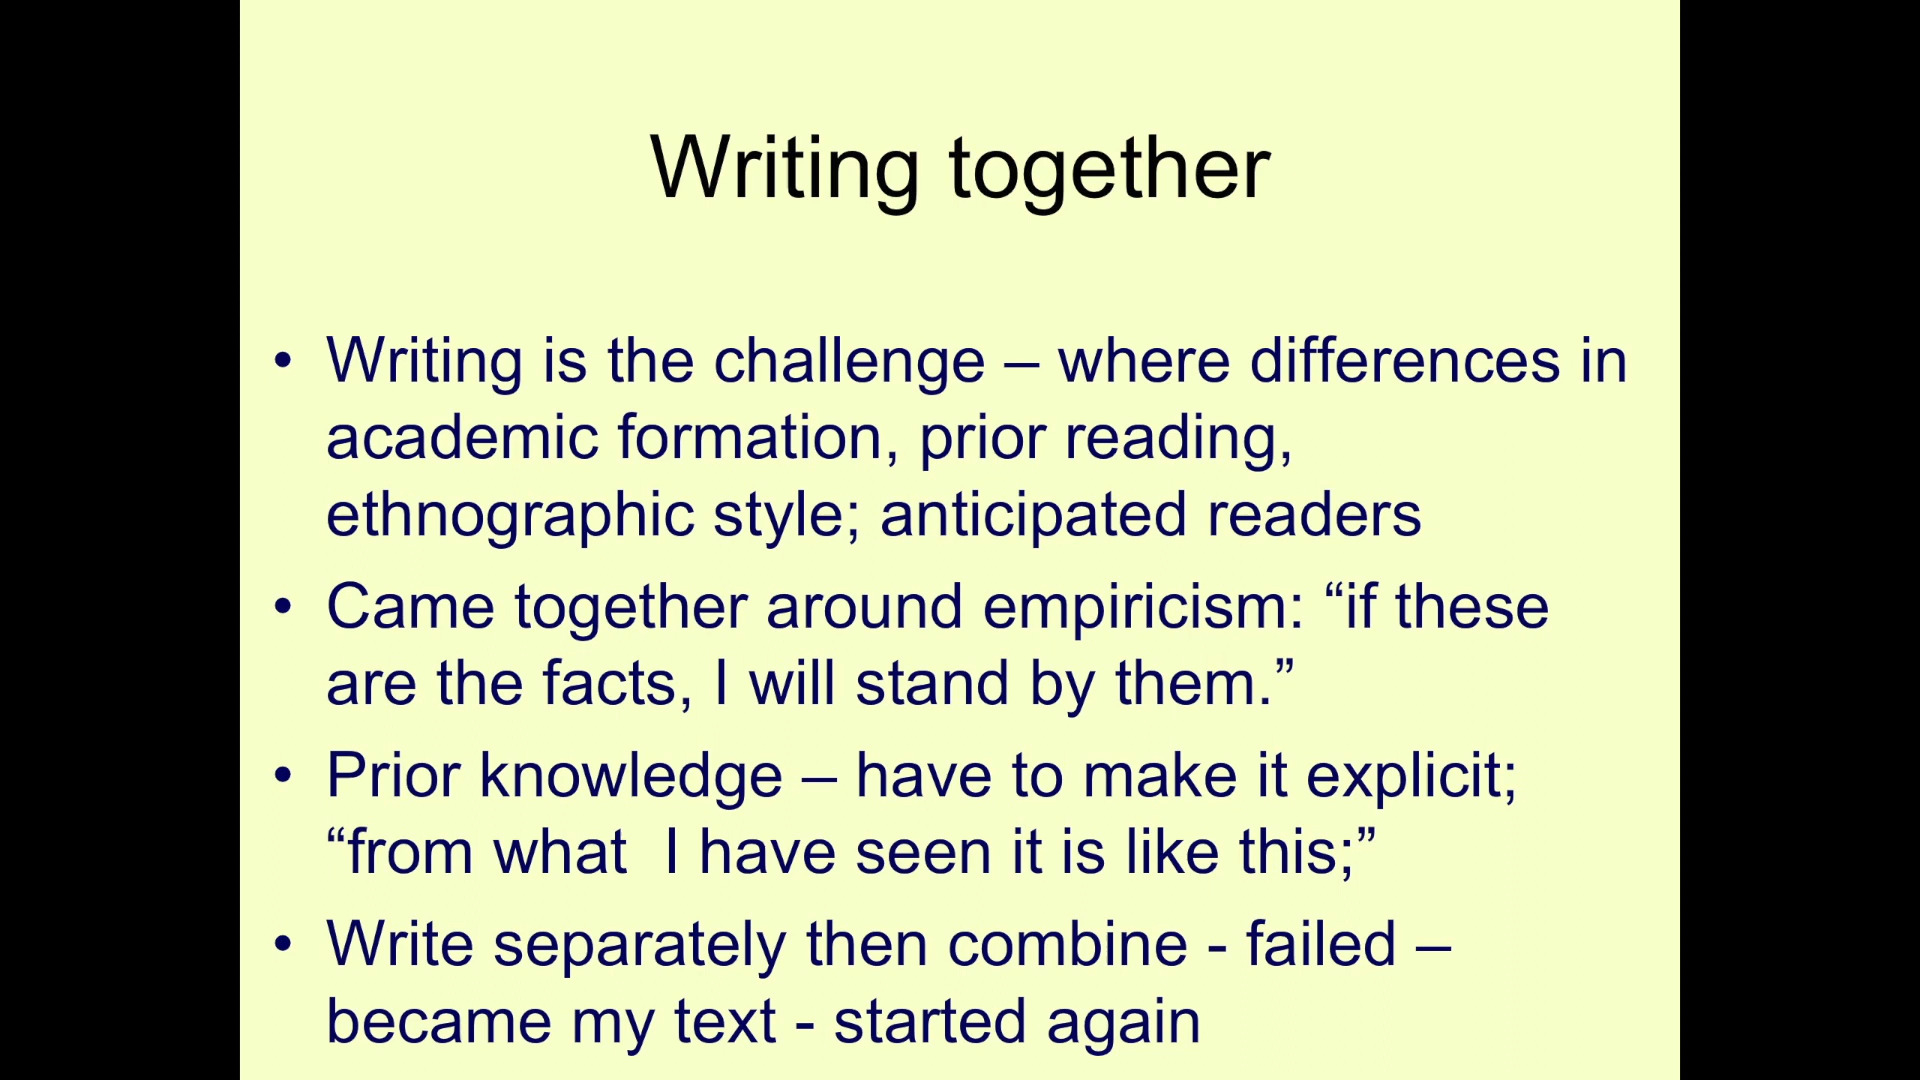 Writing together
• Writing is the challenge – where differences in
academic formation, prior reading,
ethnographic style; anticipated readers
• Came together around empiricism: “if these
are the facts, I will stand by them.”
• Prior knowledge – have to make it explicit;
“from what  I have seen it is like this;”
• Write separately then combine - failed –
became my text - started again